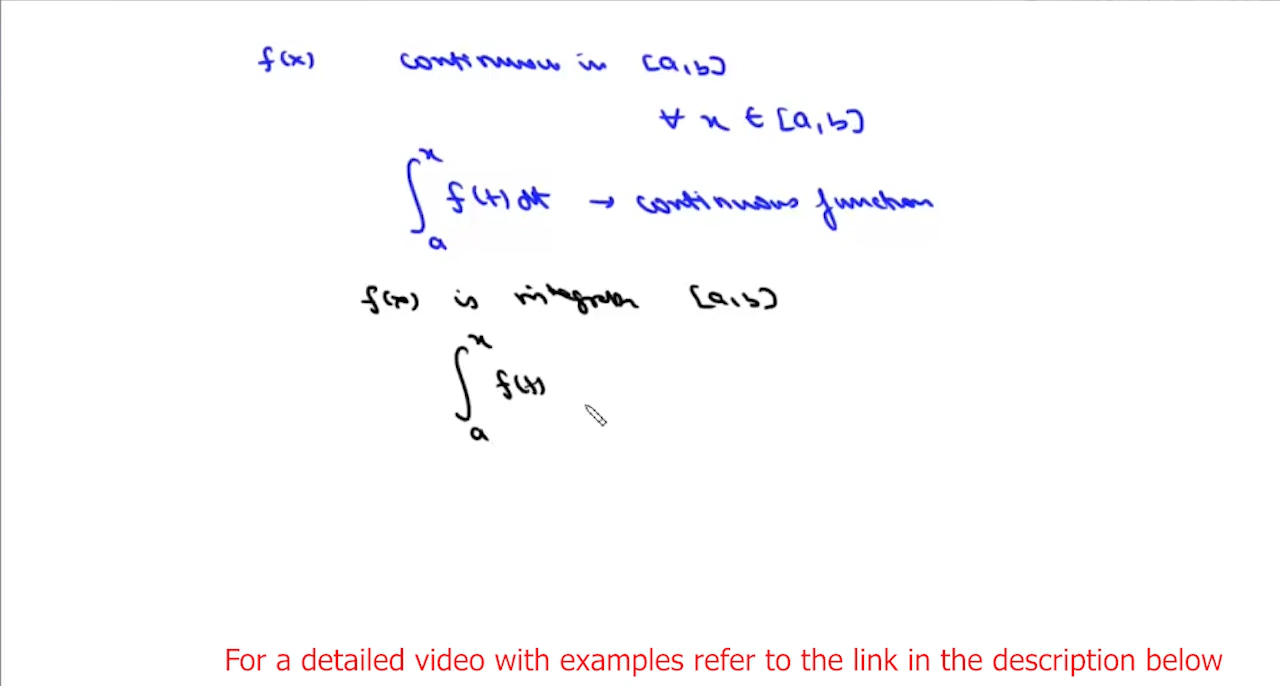 f(x) continuous in [a,b]
∀ x ∈ [a,b]
∫ₐˣ f(t) dt → continuous function
f(x) is [a,b]
∫ₐˣ f(t)
For a detailed video with examples refer to the link in the description below